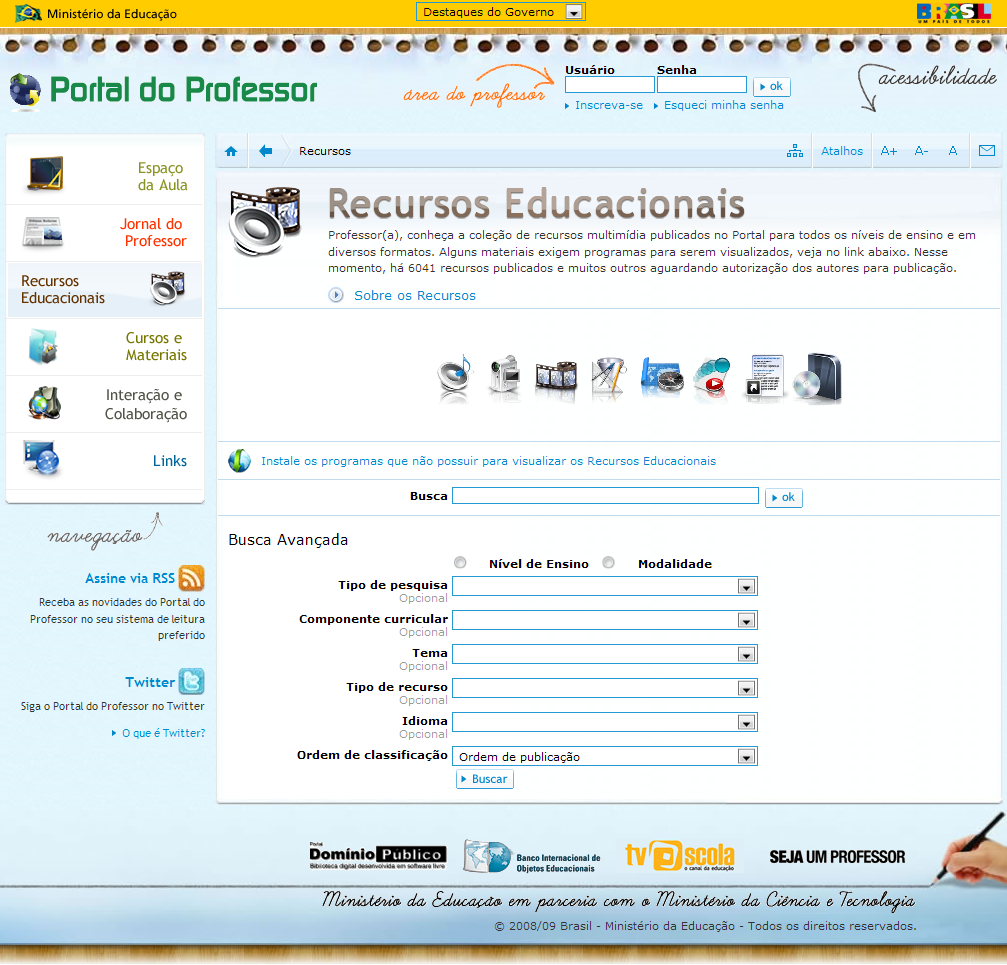 Ministério da Educação
Destaques do Governo
BRASIL
UM PAÍS DE TODOS
Portal do Professor
área do professor
Usuário
Senha
ok
Inscreva-se
Esqueci minha senha
acessibilidade
Espaço
da Aula
Jornal do
Professor
Recursos
Educacionais
Cursos e
Materiais
Interação e
Colaboração
Links
navegação
Assine via RSS
Receba as novidades do Portal do
Professor no seu sistema de leitura
preferido
Twitter
Siga o Portal do Professor no Twitter
O que é Twitter?
Recursos
Atalhos
A+
A-
A
Recursos Educacionais
Professor(a), conheça a coleção de recursos multimídia publicados no Portal para todos os níveis de ensino e em
diversos formatos. Alguns materiais exigem programas para serem visualizados, veja no link abaixo. Nesse
momento, há 6041 recursos publicados e muitos outros aguardando autorização dos autores para publicação.
Sobre os Recursos
Instale os programas que não possuir para visualizar os Recursos Educacionais
Busca
ok
Busca Avançada
Nível de Ensino
Modalidade
Tipo de pesquisa
Opcional
Componente curricular
Opcional
Tema
Opcional
Tipo de recurso
Opcional
Idioma
Opcional
Ordem de classificação
Ordem de publicação
Buscar
Portal
Domínio Público
Biblioteca digital desenvolvida em software livre
Banco Internacional de
Objetos Educacionais
tv escola
o canal da educação
SEJA UM PROFESSOR
Ministério da Educação em parceria com o Ministério da Ciência e Tecnologia
© 2008/09 Brasil - Ministério da Educação - Todos os direitos reservados.